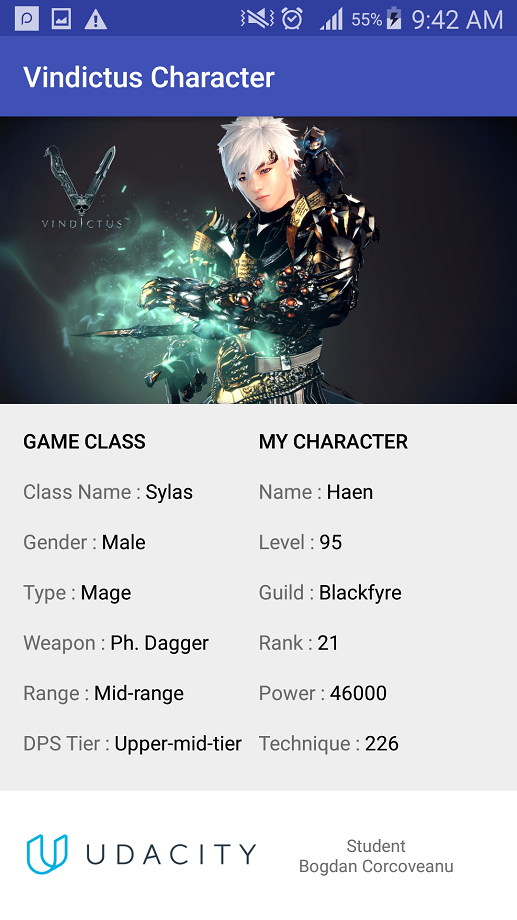 55% 9:42 AM
Vindictus Character
VINDICTUS
GAME CLASS
Class Name : Sylas
Gender : Male
Type : Mage
Weapon : Ph. Dagger
Range : Mid-range
DPS Tier : Upper-mid-tier
MY CHARACTER
Name : Haen
Level : 95
Guild : Blackfyre
Rank : 21
Power : 46000
Technique : 226
UDACITY
Student
Bogdan Corcoveanu